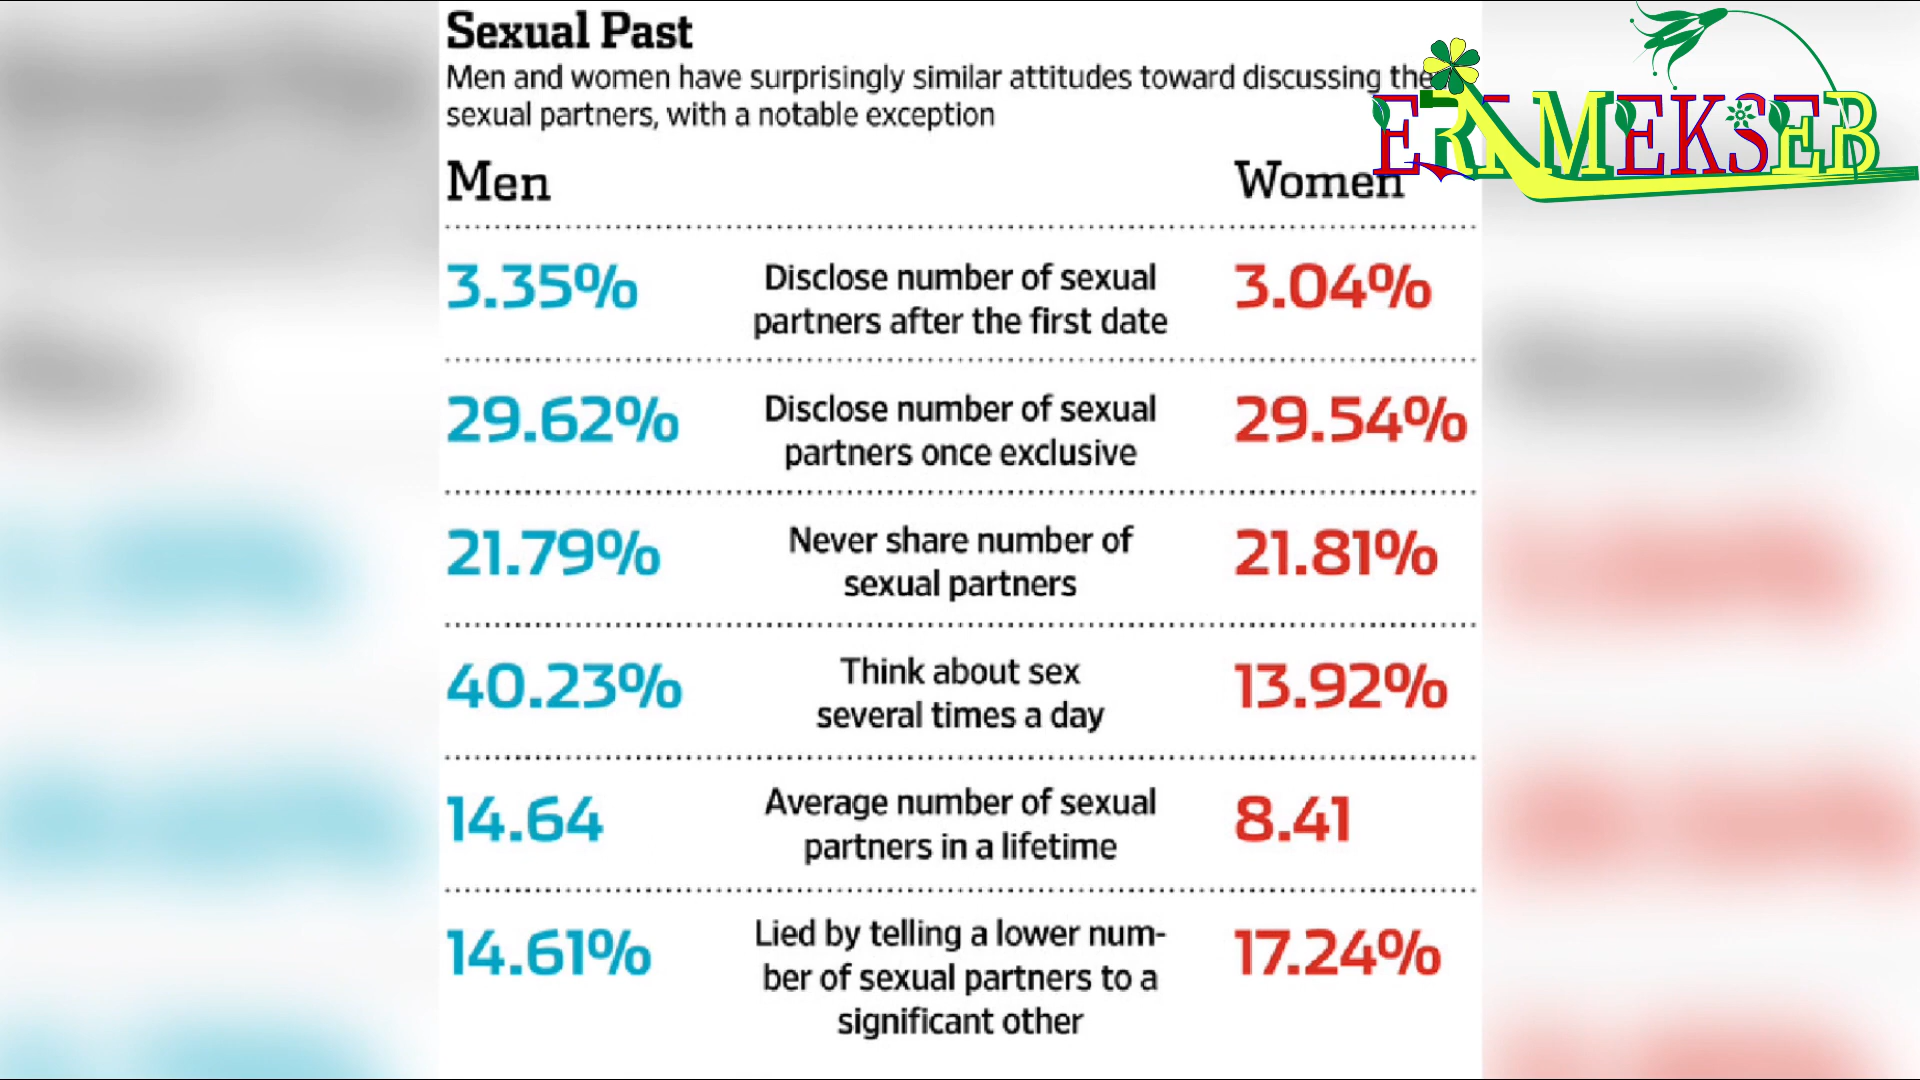 Sexual Past
Men and women have surprisingly similar attitudes toward discussing the
sexual partners, with a notable exception
Men
Women
3.35%
Disclose number of sexual
partners after the first date
3.04%
29.62%
Disclose number of sexual
partners once exclusive
29.54%
21.79%
Never share number of
sexual partners
21.81%
40.23%
Think about sex
several times a day
13.92%
14.64
Average number of sexual
partners in a lifetime
8.41
14.61%
Lied by telling a lower num-
ber of sexual partners to a
significant other
17.24%